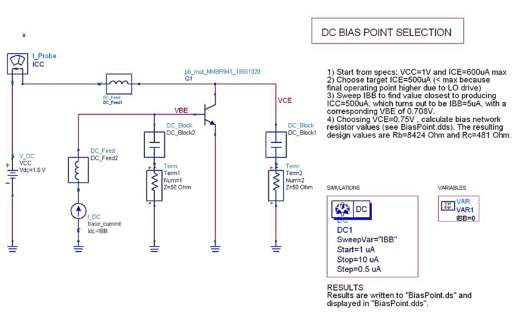 DC BIAS POINT SELECTION
I_Probe
ICC
pb_mot_MMBR941_19961020
Q1
DC_Feed
DC_Feed1
VBE
VCE
DC_Feed
DC_Feed2
DC_Block
DC_Block2
DC_Block
DC_Block1
V_DC
VCC
Vdc=1.0 V
Term
Term1
Num=1
Z=50 Ohm
Term
Term2
Num=2
Z=50 Ohm
I_DC
base_current
Idc=IBB
1) Start from specs: VCC=1V and ICE=600uA max
2) Choose target ICE=500uA (< max because
final operating point higher due to LO drive)
3) Sweep IBB to find value closest to producing
ICC=500uA, which turns out to be IBB=5uA, with a
corresponding VBE of 0.708V.
4) Choosing VCE=0.75V , calculate bias network
resistor values (see BiasPoint.dds). The resulting
design values are Rb=8424 Ohm and Rc=481 Ohm.
SIMULATIONS
DC
DC
DC1
SweepVar="IBB"
Start=1 uA
Stop=10 uA
Step=0.5 uA
VARIABLES
VAR
VAR1
IBB=0
RESULTS
Results are written to "BiasPoint.ds" and
displayed in "BiasPoint.dds".